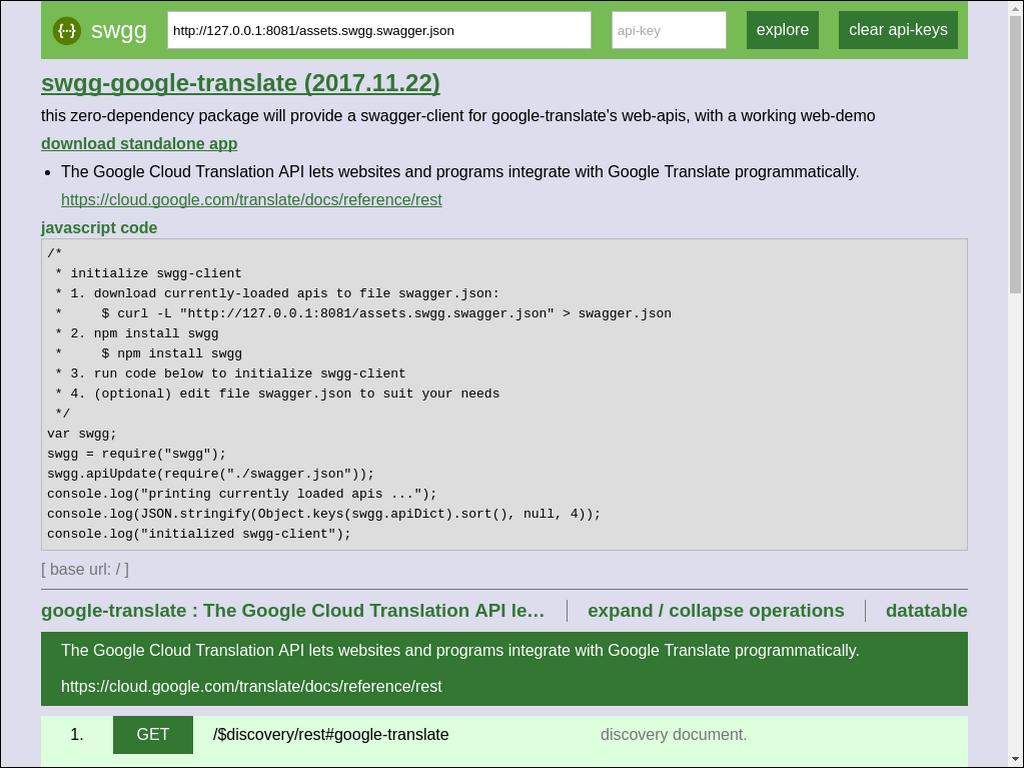 {··} swgg http://127.0.0.1:8081/assets.swgg.swagger.json api-key explore clear api-keys
swgg-google-translate (2017.11.22)
this zero-dependency package will provide a swagger-client for google-translate's web-apis, with a working web-demo
download standalone app
• The Google Cloud Translation API lets websites and programs integrate with Google Translate programmatically.
https://cloud.google.com/translate/docs/reference/rest
javascript code
/*
 * initialize swgg-client
 * 1. download currently-loaded apis to file swagger.json:
 *     $ curl -L "http://127.0.0.1:8081/assets.swgg.swagger.json" > swagger.json
 * 2. npm install swgg
 *     $ npm install swgg
 * 3. run code below to initialize swgg-client
 * 4. (optional) edit file swagger.json to suit your needs
 */
var swgg;
swgg = require("swgg");
swgg.apiUpdate(require("./swagger.json"));
console.log("printing currently loaded apis ...");
console.log(JSON.stringify(Object.keys(swgg.apiDict).sort(), null, 4));
console.log("initialized swgg-client");
[ base url: / ]
google-translate : The Google Cloud Translation API le… expand / collapse operations datatable
The Google Cloud Translation API lets websites and programs integrate with Google Translate programmatically.
https://cloud.google.com/translate/docs/reference/rest
1. GET /$discovery/rest#google-translate discovery document.